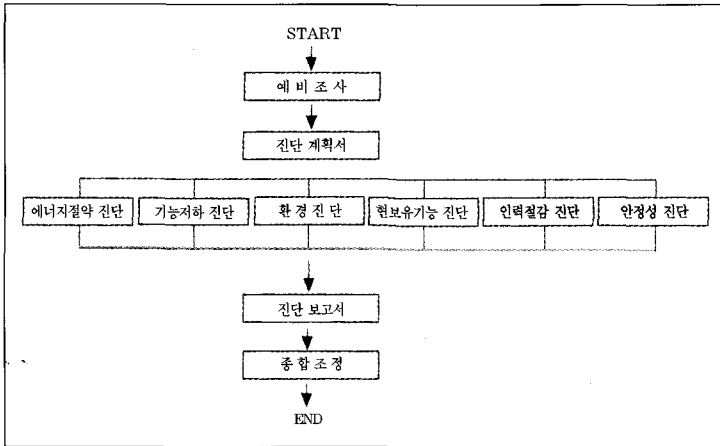 START
예 비 조 사
진단 계획서
에너지절약 진단
기능저하 진단
환 경 진 단
현보유기능 진단
인력절감 진단
안정성 진단
진단 보고서
종 합 조 정
END